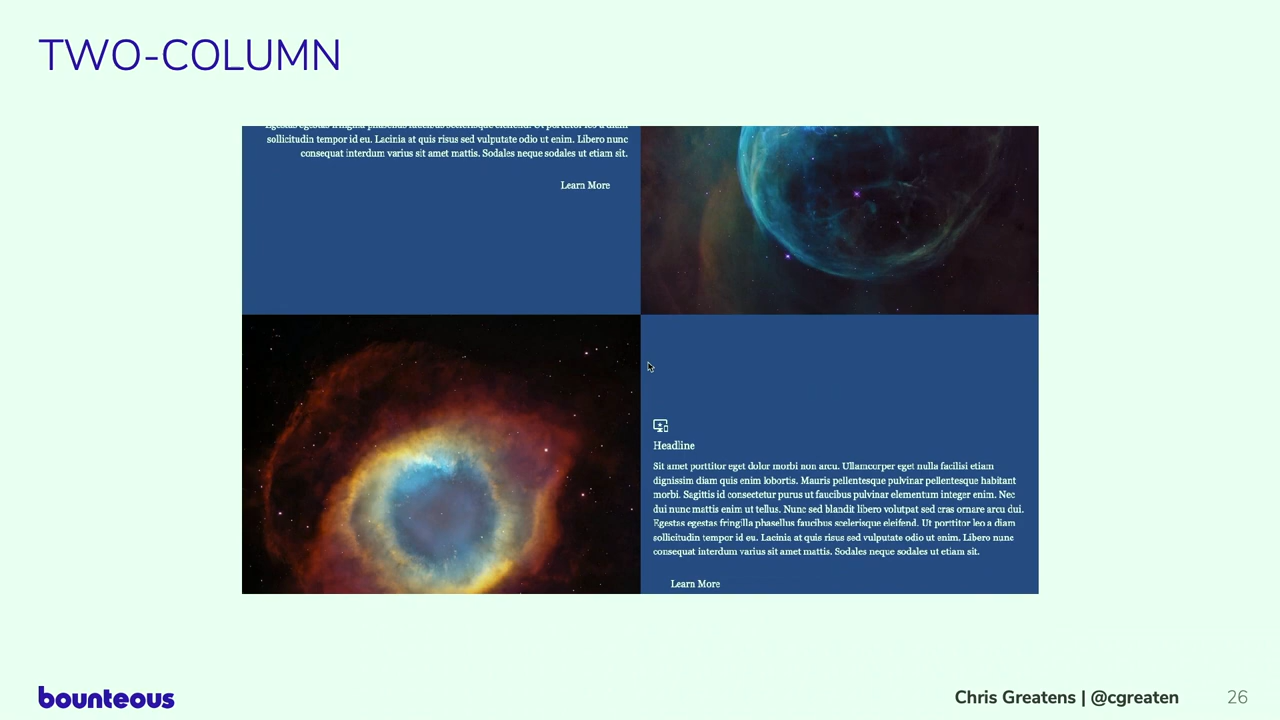 TWO-COLUMN
sollicitudin tempor id eu. Lacinia at quis risus sed vulputate odio ut enim. Libero nunc
consequat interdum varius sit amet mattis. Sodales neque sodales ut etiam sit.
Learn More
Headline
Sit amet porttitor eget dolor morbi non arcu. Ullamcorper eget nulla facilisi etiam
dignissim diam quis enim lobortis. Mauris pellentesque pulvinar pellentesque habitant
morbi. Sagittis id consectetur purus ut faucibus pulvinar elementum integer enim. Nec
dui nunc mattis enim ut tellus. Nunc sed blandit libero volutpat sed cras ornare arcu dui.
Egestas egestas fringilla phasellus faucibus scelerisque eleifend. Ut porttitor leo a diam
sollicitudin tempor id eu. Lacinia at quis risus sed vulputate odio ut enim. Libero nunc
consequat interdum varius sit amet mattis. Sodales neque sodales ut etiam sit.
Learn More
bounteous
Chris Greatens | @cgreaten
26